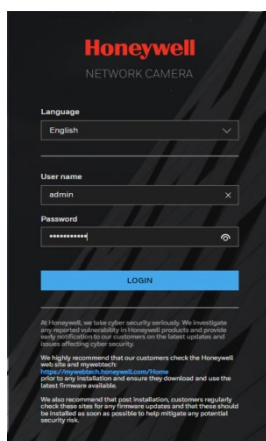 Honeywell
NETWORK CAMERA
Language
English
User name
admin
Password
•••••••••••
LOGIN
At Honeywell, we take cyber security seriously. We investigate
any reported vulnerability in Honeywell products and provide
early notification to our customers on the latest updates and
issues affecting cyber security.
We highly recommend that our customers check the Honeywell
web site and mywebtech:
https://mywebtech.honeywell.com/Home
prior to any installation and ensure they download and use the
latest firmware available.
We also recommend that post installation, customers regularly
check these sites for any firmware updates and that these should
be installed as soon as possible to help mitigate any potential
security risk.